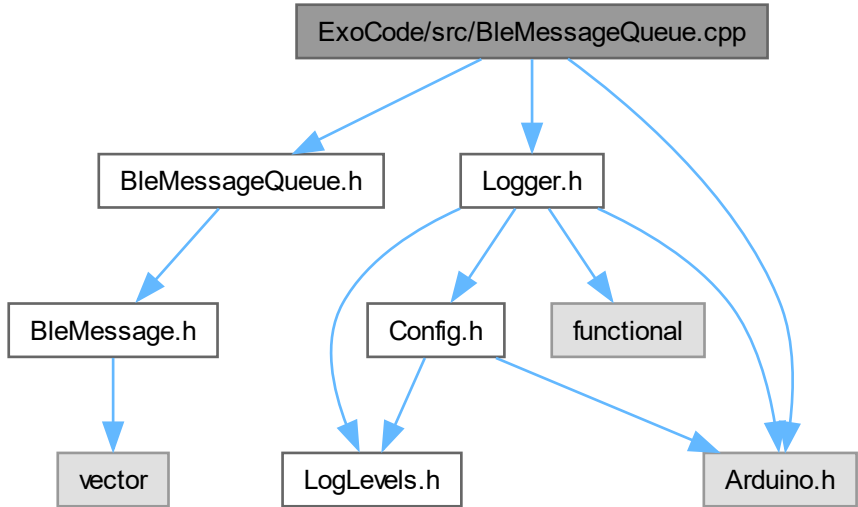 ExoCode/src/BleMessageQueue.cpp
BleMessageQueue.h
Logger.h
BleMessage.h
Config.h
functional
vector
LogLevels.h
Arduino.h